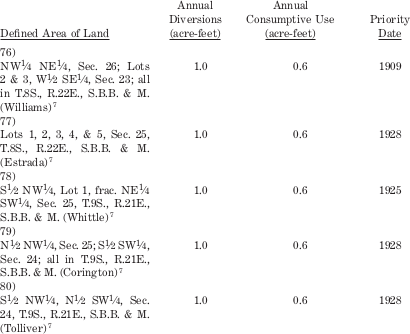 Annual Annual
Diversions Consumptive Use Priority
Defined Area of Land (acre-feet) (acre-feet) Date
76)
NW¼ NE¼, Sec. 26; Lots 1.0 0.6 1909
2 & 3, W½ SE¼, Sec. 23; all
in T.8S., R.22E., S.B.B. & M.
(Williams)⁷
77)
Lots 1, 2, 3, 4, & 5, Sec. 25, 1.0 0.6 1928
T.8S., R.22E., S.B.B. & M.
(Estrada)⁷
78)
S½ NW¼, Lot 1, frac. NE¼ 1.0 0.6 1925
SW¼, Sec. 25, T.9S., R.21E.,
S.B.B. & M. (Whittle)⁷
79)
N½ NW¼, Sec. 25; S½ SW¼, 1.0 0.6 1928
Sec. 24; all in T.9S., R.21E.,
S.B.B. & M. (Corington)⁷
80)
S½ NW¼, N½ SW¼, Sec. 1.0 0.6 1928
24, T.9S., R.21E., S.B.B. & M.
(Tolliver)⁷